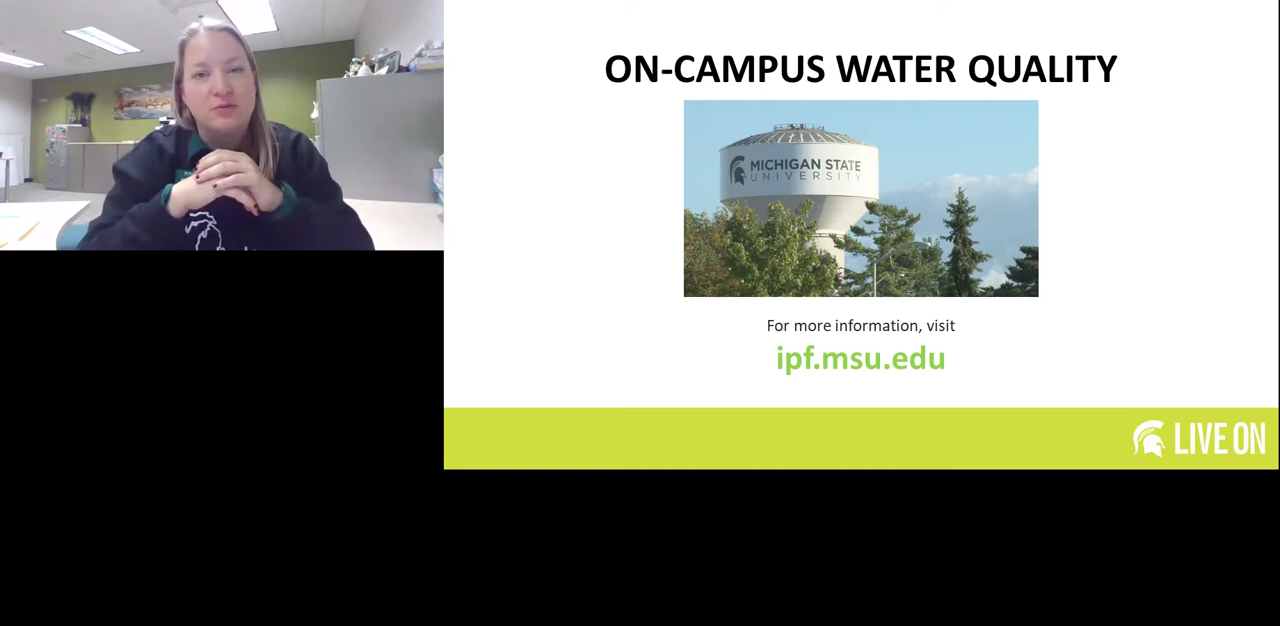 ON-CAMPUS WATER QUALITY
MICHIGAN STATE
UNIVERSITY
For more information, visit
ipf.msu.edu
LIVE ON